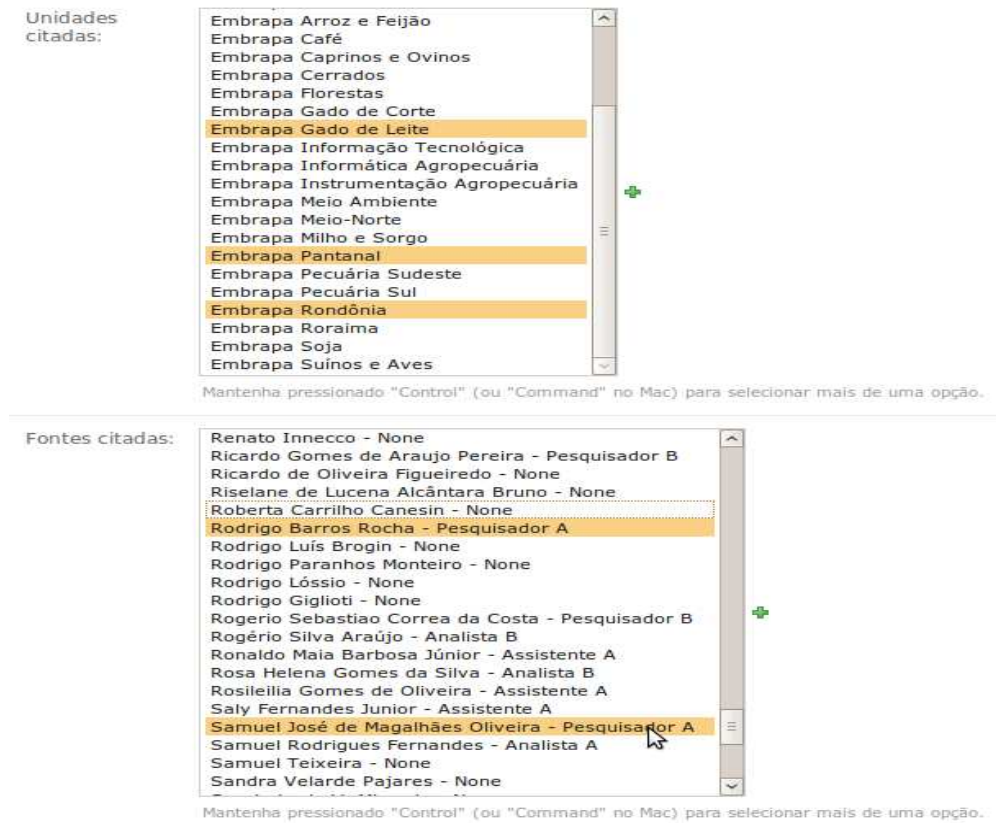 Unidades
citadas:
Embrapa Arroz e Feijão
Embrapa Café
Embrapa Caprinos e Ovinos
Embrapa Cerrados
Embrapa Florestas
Embrapa Gado de Corte
Embrapa Gado de Leite
Embrapa Informação Tecnológica
Embrapa Informática Agropecuária
Embrapa Instrumentação Agropecuária
Embrapa Meio Ambiente
Embrapa Meio-Norte
Embrapa Milho e Sorgo
Embrapa Pantanal
Embrapa Pecuária Sudeste
Embrapa Pecuária Sul
Embrapa Rondônia
Embrapa Roraima
Embrapa Soja
Embrapa Suínos e Aves
Mantenha pressionado "Control" (ou "Command" no Mac) para selecionar mais de uma opção.
Fontes citadas:
Renato Innecco - None
Ricardo Gomes de Araujo Pereira - Pesquisador B
Ricardo de Oliveira Figueiredo - None
Riselane de Lucena Alcântara Bruno - None
Roberta Carrilho Canesin - None
Rodrigo Barros Rocha - Pesquisador A
Rodrigo Luís Brogin - None
Rodrigo Paranhos Monteiro - None
Rodrigo Lóssio - None
Rodrigo Giglioti - None
Rogerio Sebastiao Correa da Costa - Pesquisador B
Rogério Silva Araújo - Analista B
Ronaldo Maia Barbosa Júnior - Assistente A
Rosa Helena Gomes da Silva - Analista B
Rosileilia Gomes de Oliveira - Assistente A
Saly Fernandes Junior - Assistente A
Samuel José de Magalhães Oliveira - Pesquisador A
Samuel Rodrigues Fernandes - Analista A
Samuel Teixeira - None
Sandra Velarde Pajares - None
Mantenha pressionado "Control" (ou "Command" no Mac) para selecionar mais de uma opção.